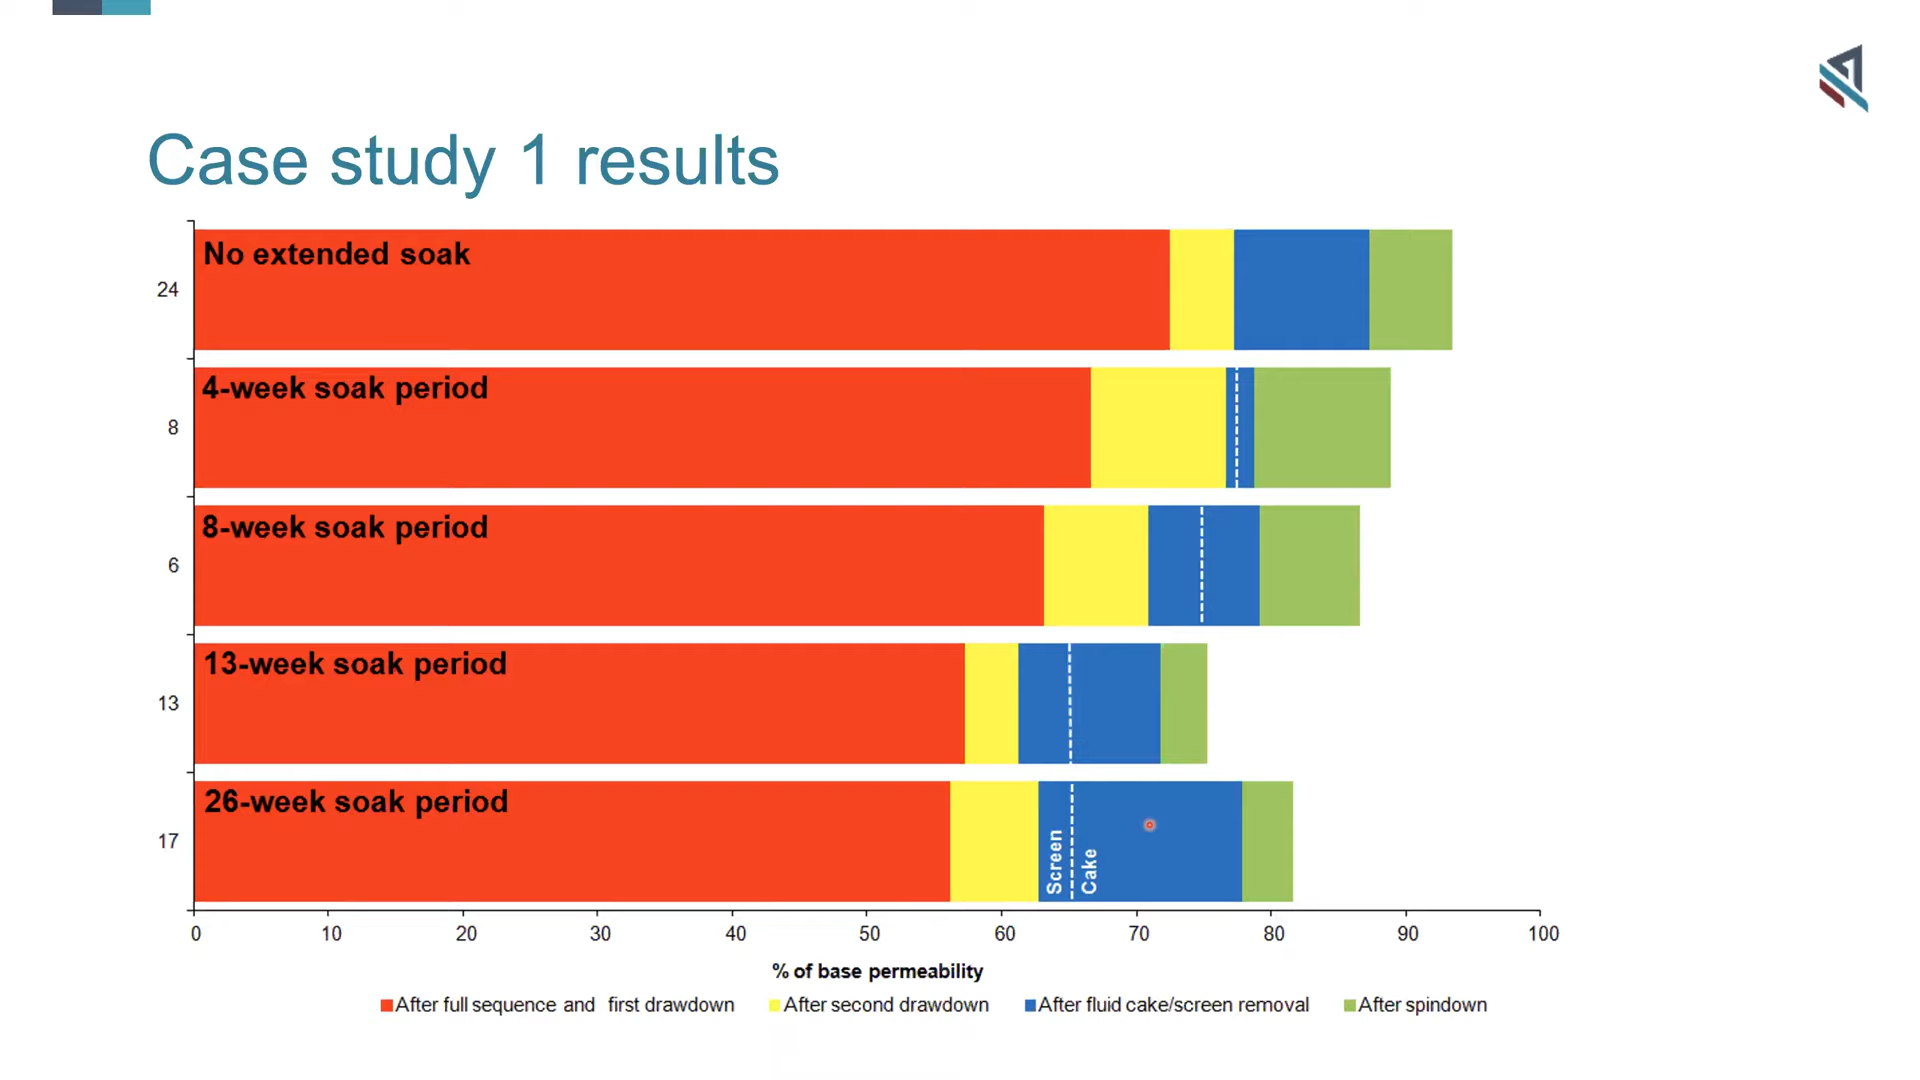 Case study 1 results
No extended soak
24
4-week soak period
8
8-week soak period
6
13-week soak period
13
26-week soak period
17
Screen
Cake
0 10 20 30 40 50 60 70 80 90 100
% of base permeability
After full sequence and first drawdown After second drawdown After fluid cake/screen removal After spindown